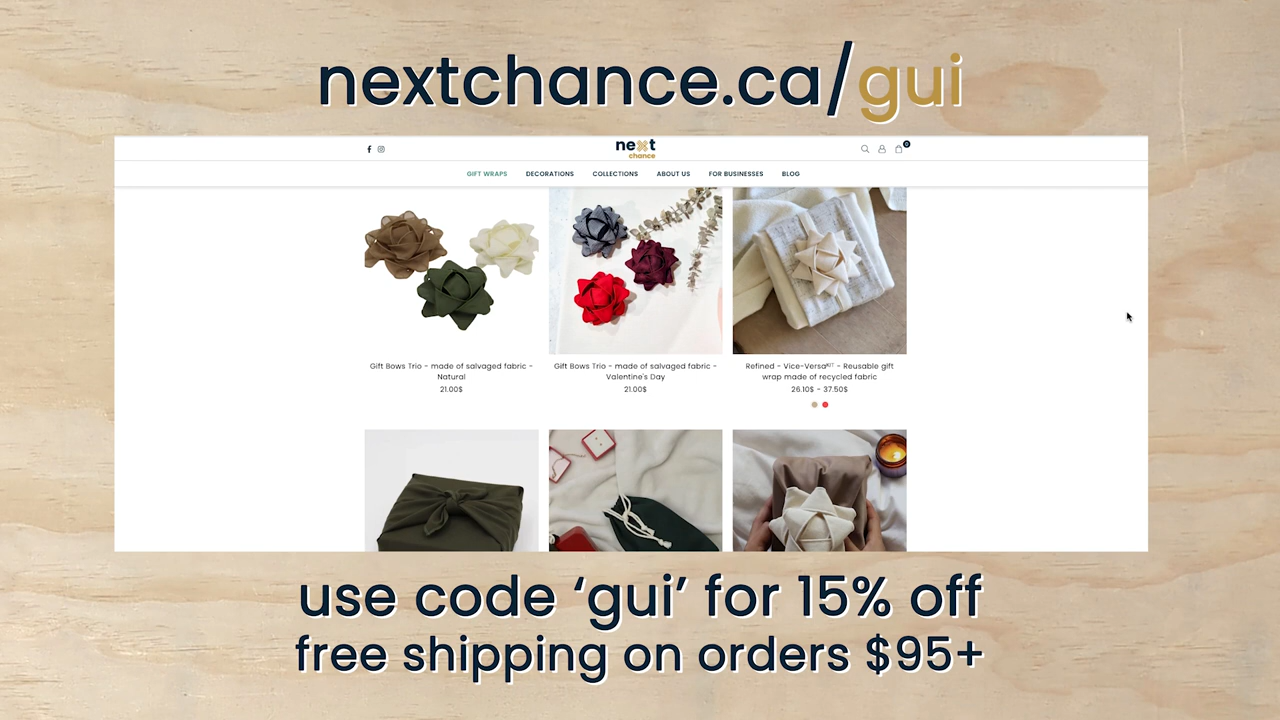 nextchance.ca/gui
next
chance
0
GIFT WRAPS DECORATIONS COLLECTIONS ABOUT US FOR BUSINESSES BLOG
Gift Bows Trio - made of salvaged fabric -
Natural
21.00$
Gift Bows Trio - made of salvaged fabric -
Valentine's Day
21.00$
Refined - Vice-Versaᴷᴵᵀ - Reusable gift
wrap made of recycled fabric
26.10$ - 37.50$
use code ‘gui’ for 15% off
free shipping on orders $95+